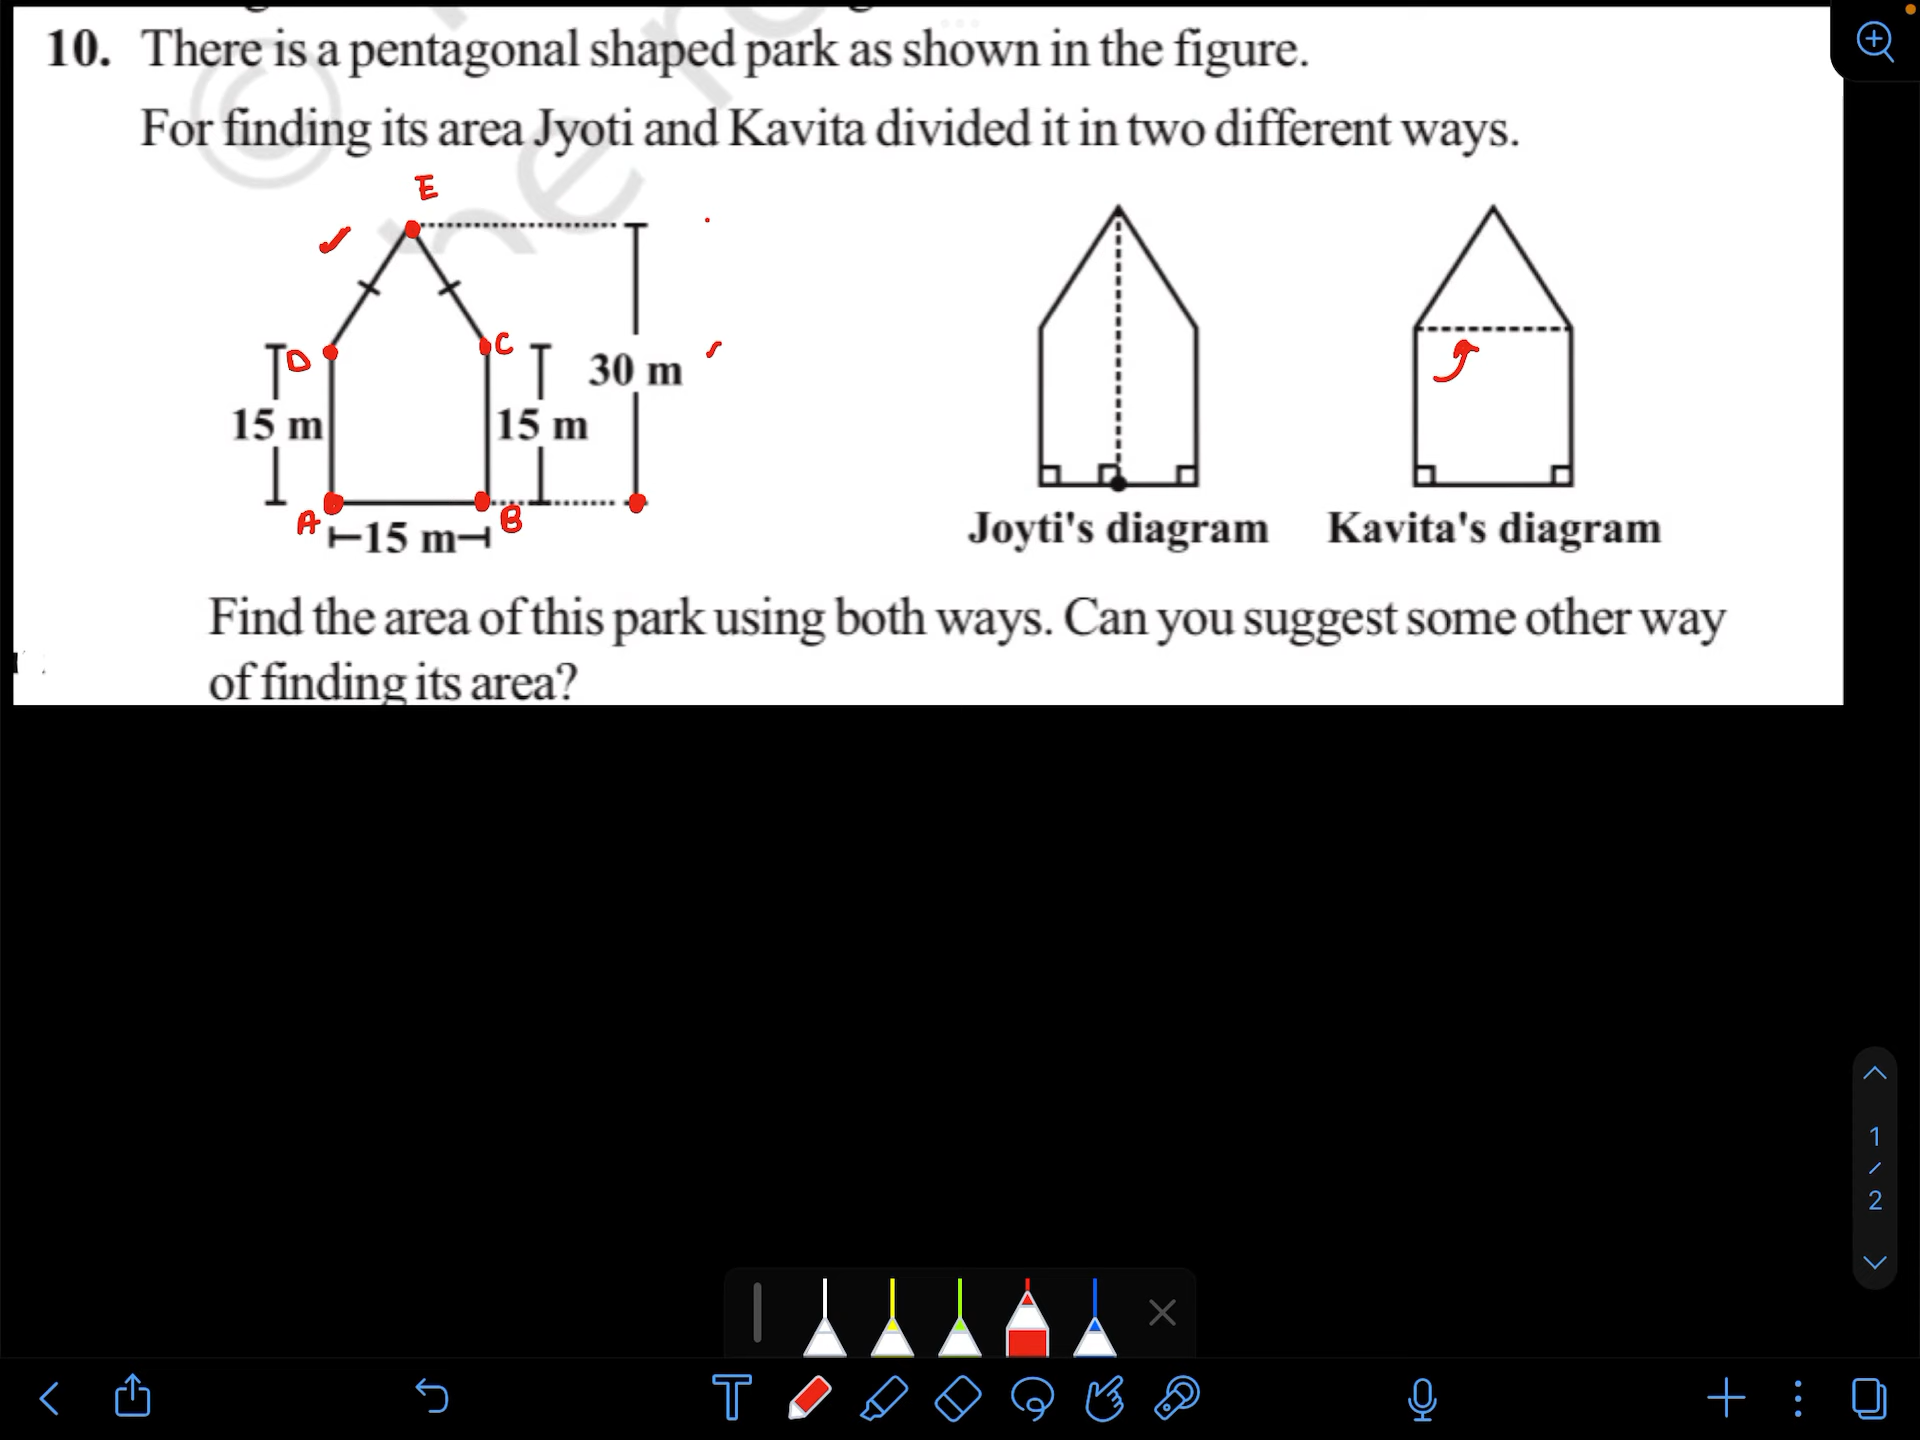 10. There is a pentagonal shaped park as shown in the figure.
For finding its area Jyoti and Kavita divided it in two different ways.
E
D
C
30 m
15 m
15 m
A
B
15 m
Joyti's diagram
Kavita's diagram
Find the area of this park using both ways. Can you suggest some other way
of finding its area?
1
/
2
T